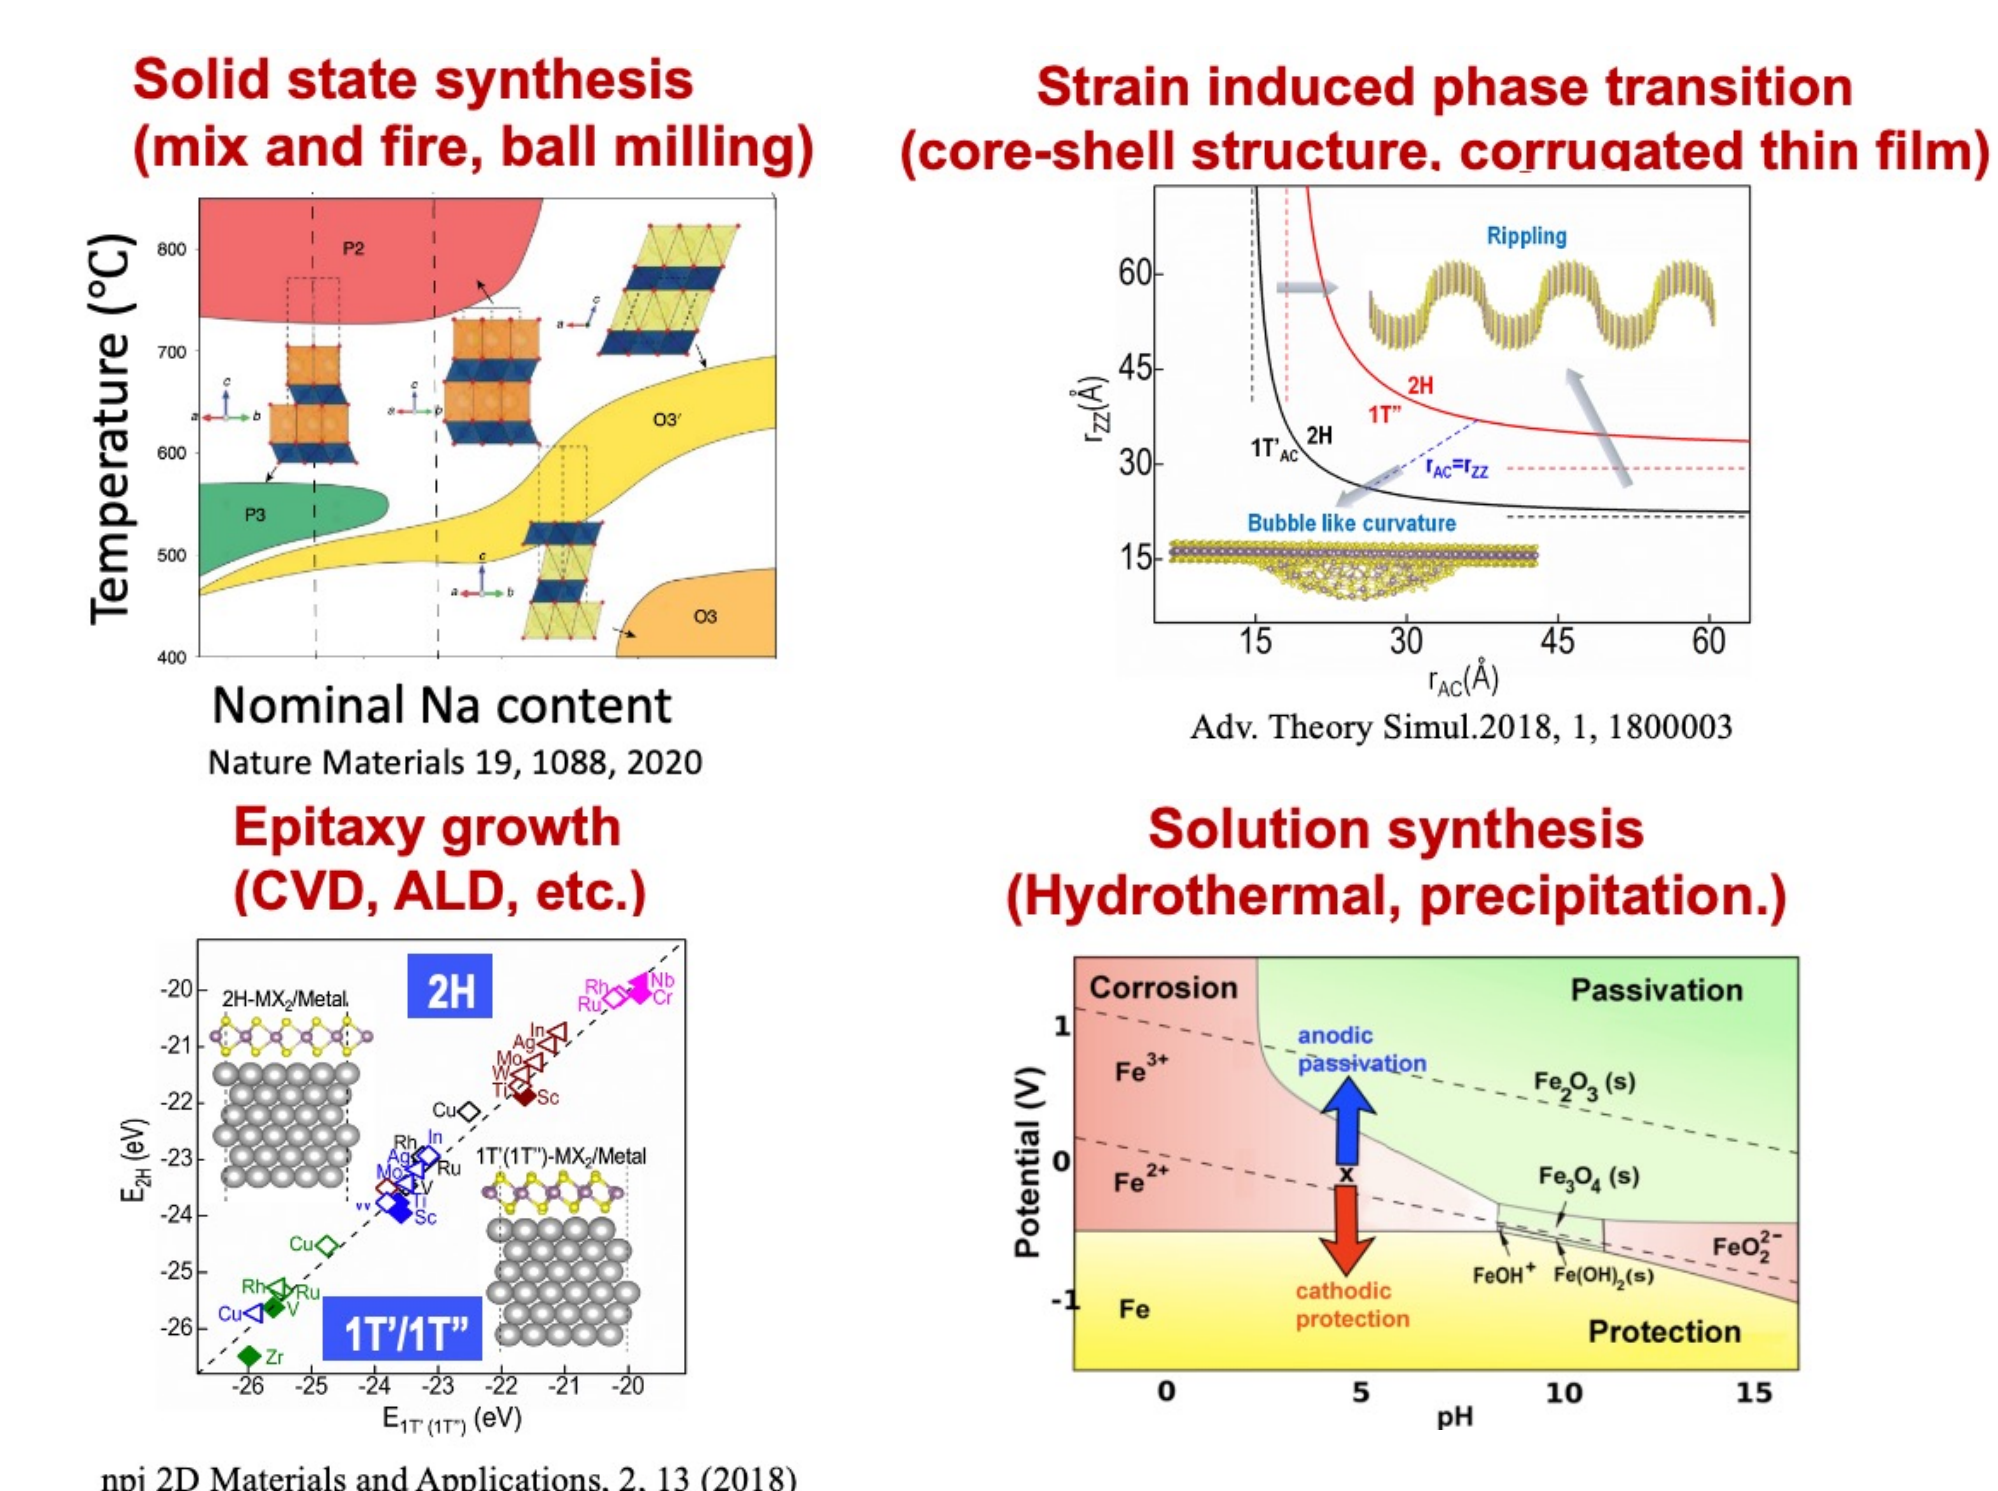 Solid state synthesis
(mix and fire, ball milling)
Temperature (°C)
800
700
600
500
400
P2
P3
O3′
O3
c
a
b
c
a
b
c
a
c
a
b
Nominal Na content
Nature Materials 19, 1088, 2020
Strain induced phase transition
(core-shell structure, corrugated thin film)
r_ZZ(Å)
60
45
30
15
Rippling
2H
1T”
2H
1T’_AC
r_AC=r_ZZ
Bubble like curvature
15 30 45 60
r_AC(Å)
Adv. Theory Simul.2018, 1, 1800003
Epitaxy growth
(CVD, ALD, etc.)
E_2H (eV)
-20
-21
-22
-23
-24
-25
-26
2H
2H-MX₂/Metal
Rh
Ru
Nb
Cr
In
Ag
Mo
W
Ti
Sc
Cu
Rh
In
Ag
Ru
Mo
V
W
Ti
Sc
1T’(1T”)-MX₂/Metal
Cu
Rh
Ru
Cu
V
Zr
1T’/1T”
-26 -25 -24 -23 -22 -21 -20
E_1T’ (1T”) (eV)
npj 2D Materials and Applications, 2, 13 (2018)
Solution synthesis
(Hydrothermal, precipitation.)
Potential (V)
1
0
-1
Corrosion
Passivation
anodic
passivation
Fe³⁺
Fe₂O₃ (s)
Fe²⁺
x
Fe₃O₄ (s)
FeO₂²⁻
FeOH⁺
Fe(OH)₂(s)
cathodic
protection
Fe
Protection
0 5 10 15
pH